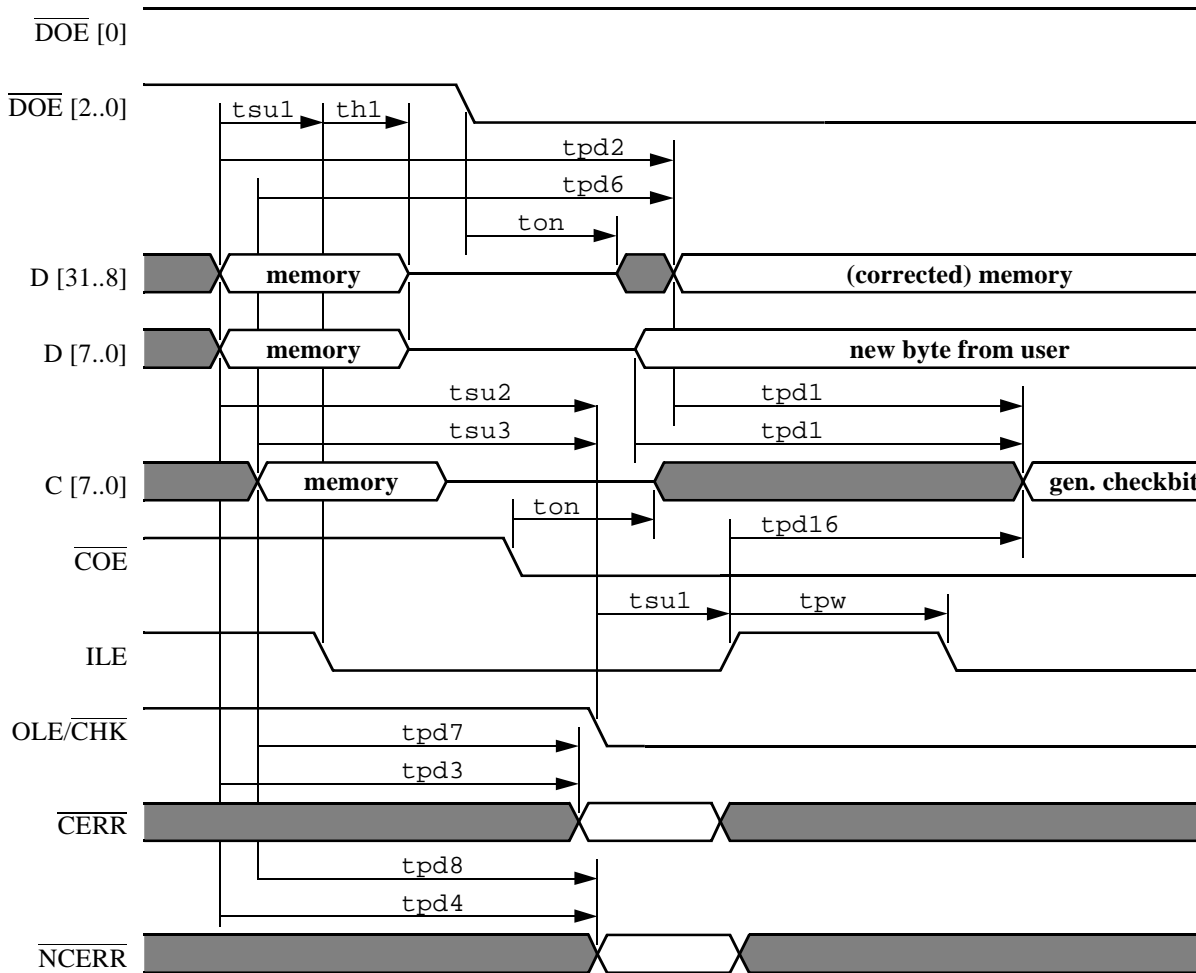 DOE [0]
DOE [2..0]
tsu1 th1
tpd2
tpd6
ton
D [31..8] memory (corrected) memory
D [7..0] memory new byte from user
tsu2 tpd1
tsu3 tpd1
C [7..0] memory gen. checkbit
ton tpd16
COE
tsu1 tpw
ILE
OLE/CHK
tpd7
tpd3
CERR
tpd8
tpd4
NCERR